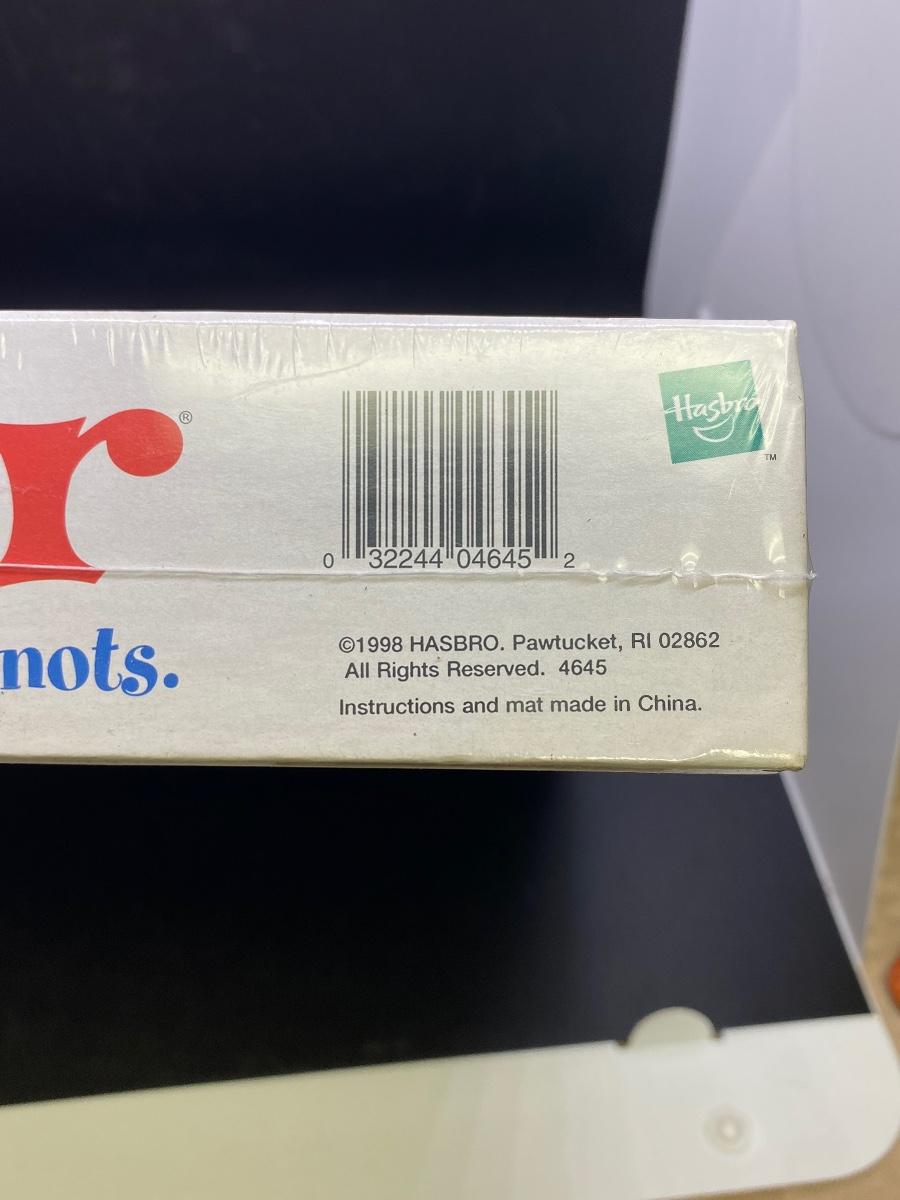 r®
nots.
0 32244 04645 2
Hasbro
TM
©1998 HASBRO. Pawtucket, RI 02862
All Rights Reserved. 4645
Instructions and mat made in China.